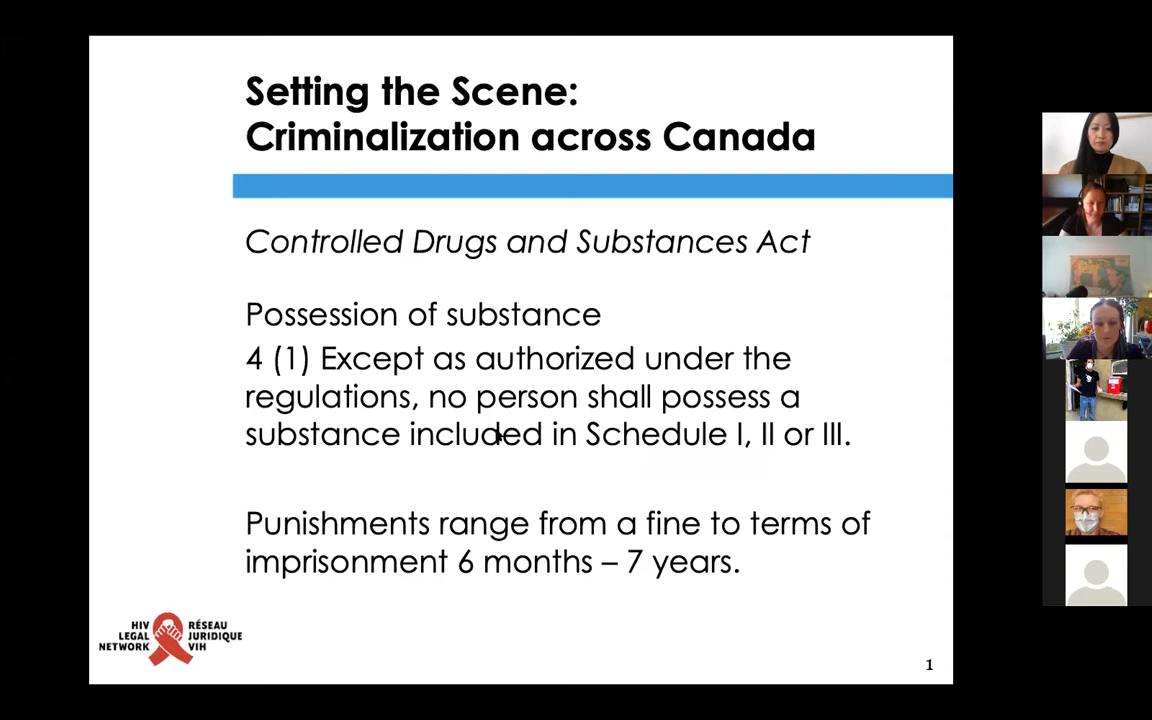 Setting the Scene:
Criminalization across Canada
Controlled Drugs and Substances Act
Possession of substance
4 (1) Except as authorized under the
regulations, no person shall possess a
substance included in Schedule I, II or III.
Punishments range from a fine to terms of
imprisonment 6 months – 7 years.
HIV
LEGAL
NETWORK
RÉSEAU
JURIDIQUE
VIH
1